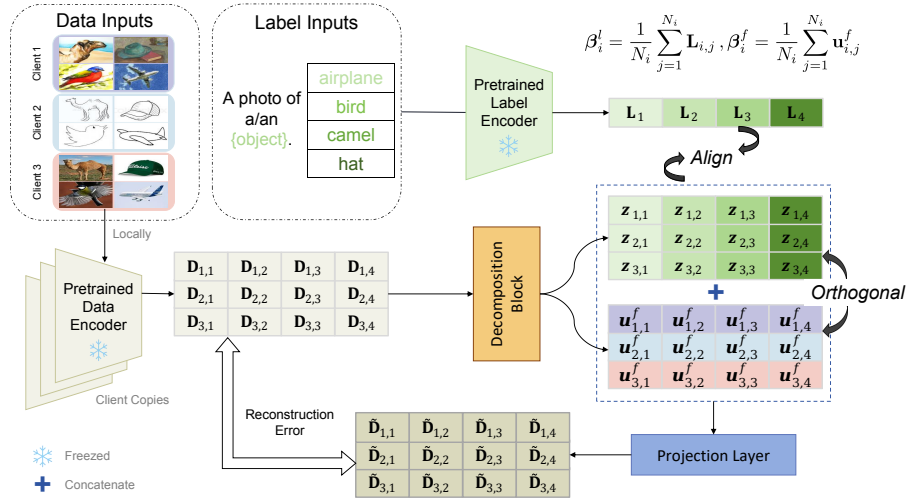 Data Inputs
Client 1
Client 2
Client 3
Label Inputs
A photo of
a/an
{object}.
airplane
bird
camel
hat
Pretrained
Label
Encoder
β_i^l = 1/N_i ∑_{j=1}^{N_i} L_{i,j} , β_i^f = 1/N_i ∑_{j=1}^{N_i} u_{i,j}^f
L_1 L_2 L_3 L_4
Align
Locally
Pretrained
Data
Encoder
Client Copies
D_{1,1} D_{1,2} D_{1,3} D_{1,4}
D_{2,1} D_{2,2} D_{2,3} D_{2,4}
D_{3,1} D_{3,2} D_{3,3} D_{3,4}
Decomposition
Block
z_{1,1} z_{1,2} z_{1,3} z_{1,4}
z_{2,1} z_{2,2} z_{2,3} z_{2,4}
z_{3,1} z_{3,2} z_{3,3} z_{3,4}
+
Orthogonal
u_{1,1}^f u_{1,2}^f u_{1,3}^f u_{1,4}^f
u_{2,1}^f u_{2,2}^f u_{2,3}^f u_{2,4}^f
u_{3,1}^f u_{3,2}^f u_{3,3}^f u_{3,4}^f
Reconstruction
Error
D̃_{1,1} D̃_{1,2} D̃_{1,3} D̃_{1,4}
D̃_{2,1} D̃_{2,2} D̃_{2,3} D̃_{2,4}
D̃_{3,1} D̃_{3,2} D̃_{3,3} D̃_{3,4}
Projection Layer
Freezed
+ Concatenate